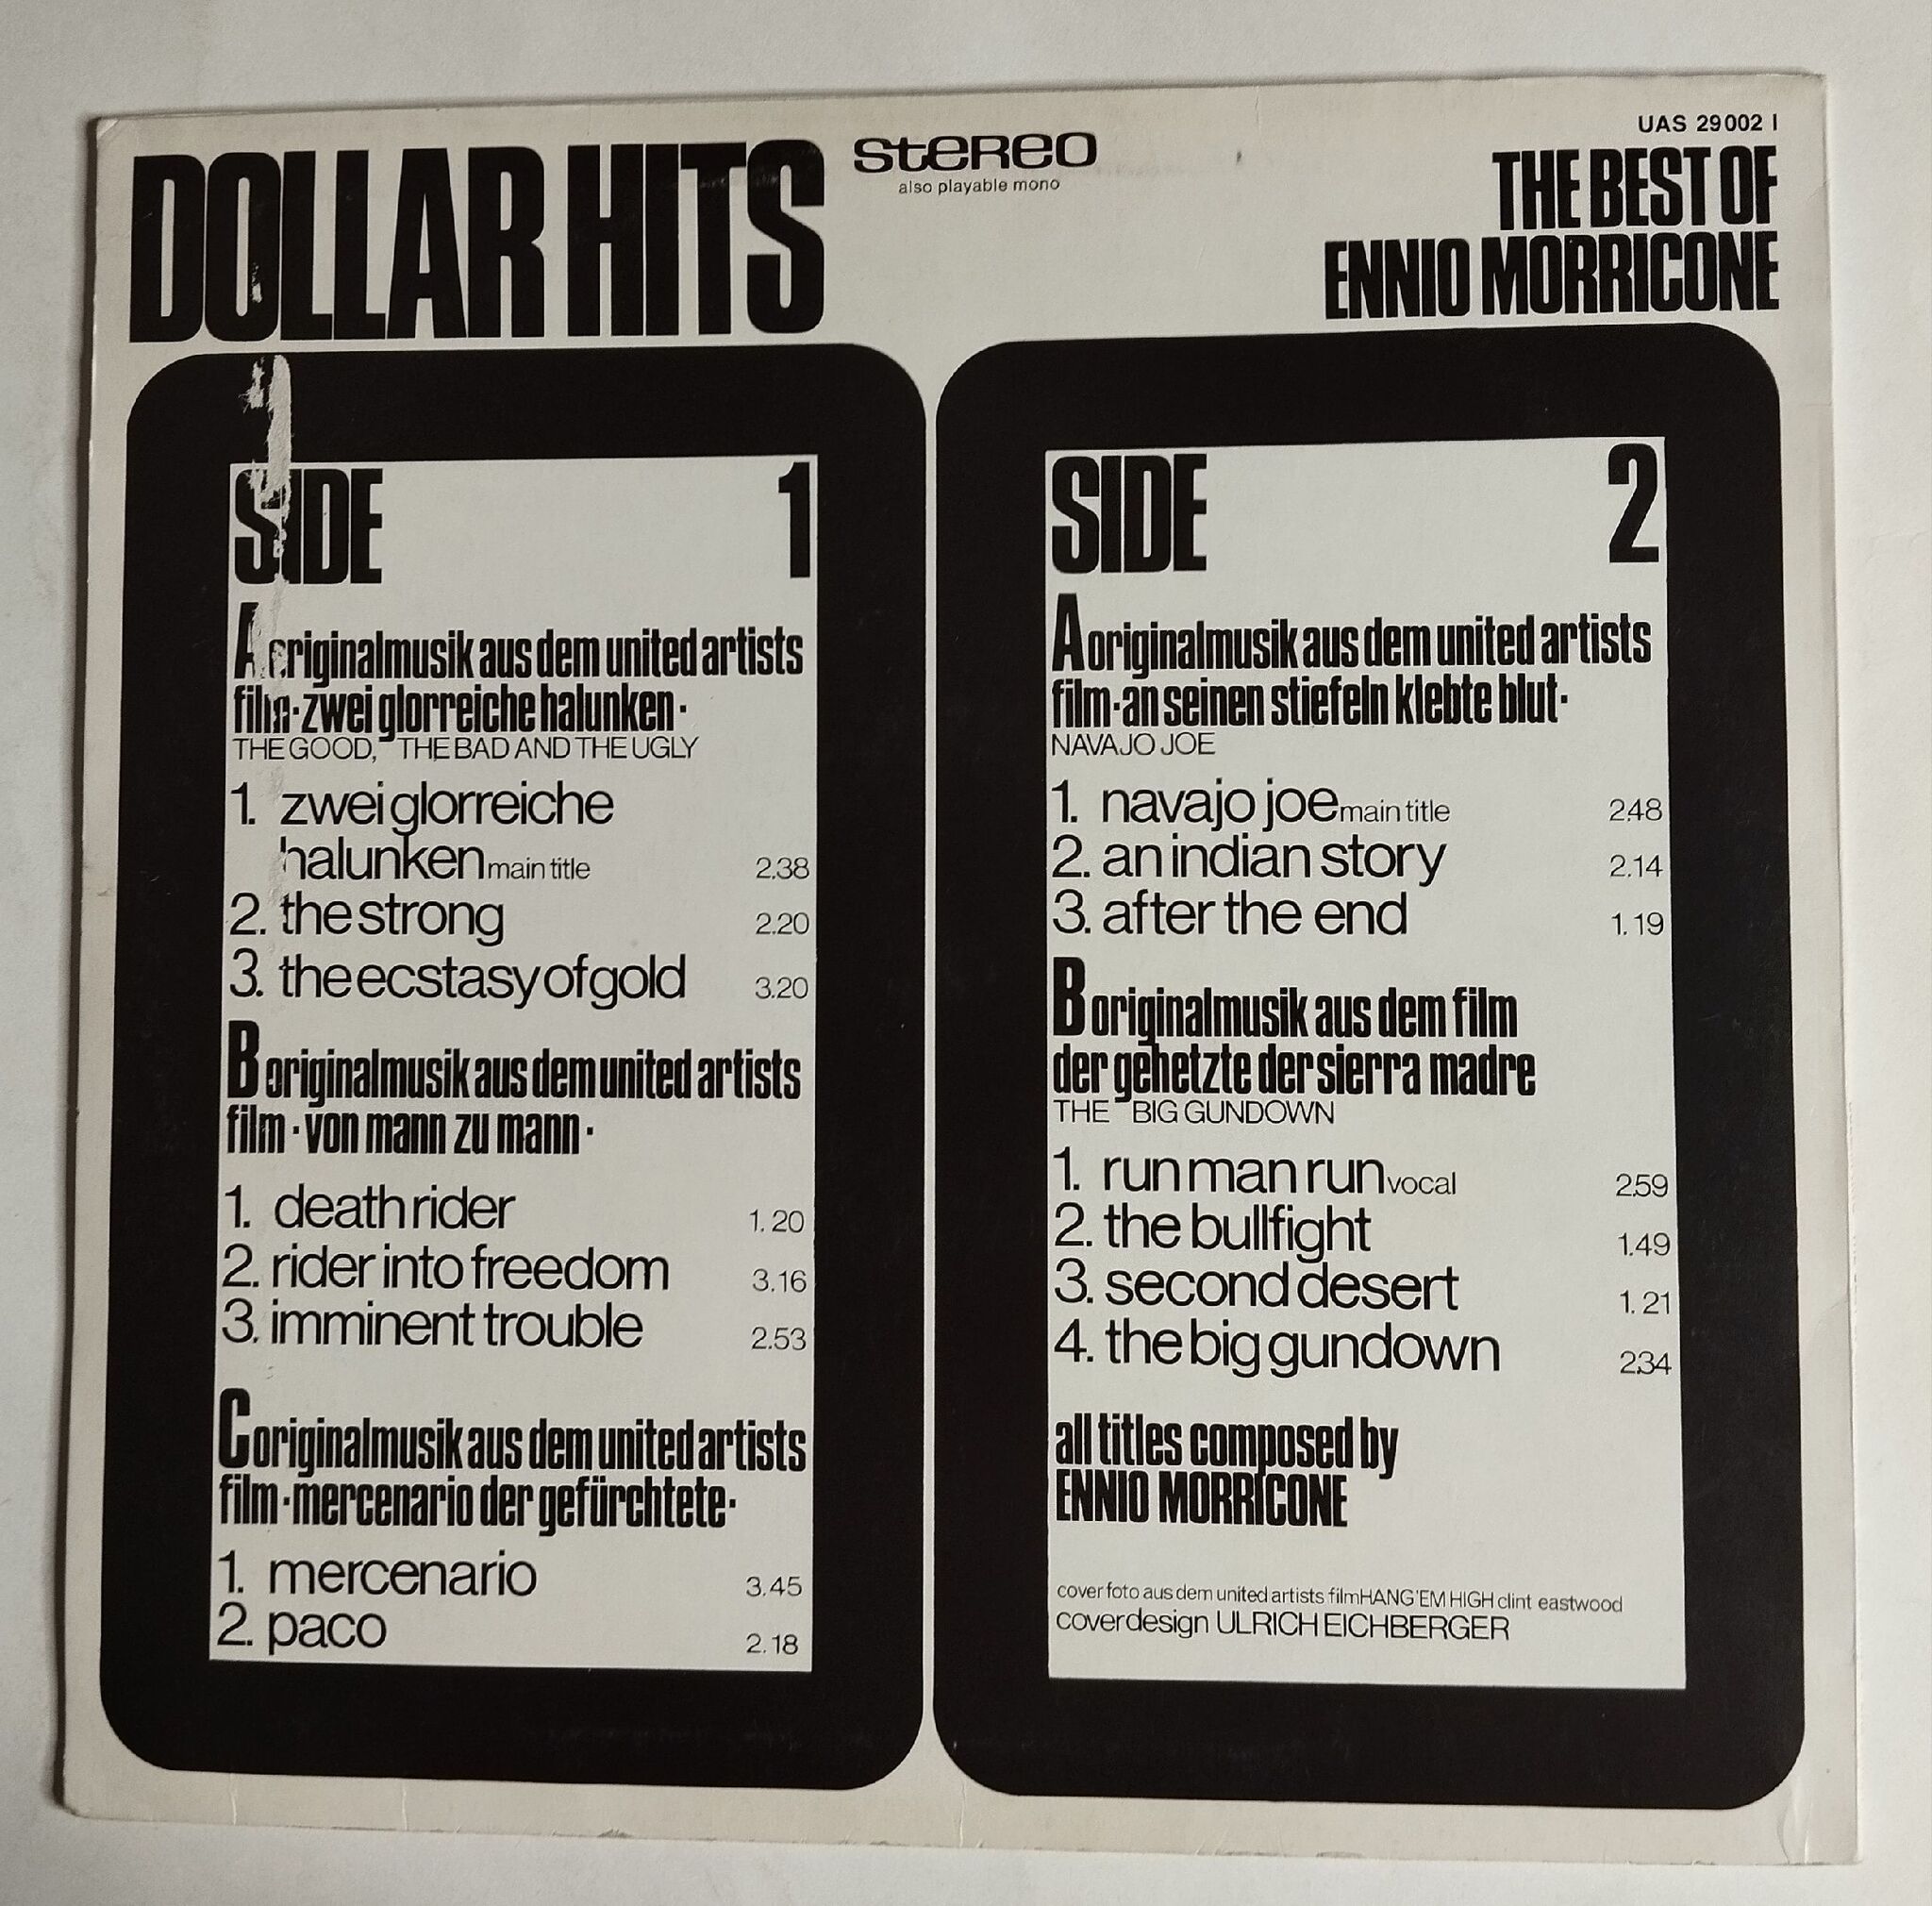 UAS 29002 I
DOLLAR HITS
stereo
also playable mono
THE BEST OF
ENNIO MORRICONE
SIDE 1
A originalmusik aus dem united artists
film·zwei glorreiche halunken·
THE GOOD, THE BAD AND THE UGLY
1. zwei glorreiche
halunken main title 2.38
2. the strong 2.20
3. the ecstasy of gold 3.20
B originalmusik aus dem united artists
film·von mann zu mann·
1. death rider 1.20
2. rider into freedom 3.16
3. imminent trouble 2.53
C originalmusik aus dem united artists
film·mercenario der gefürchtete·
1. mercenario 3.45
2. paco 2.18
SIDE 2
A originalmusik aus dem united artists
film·an seinen stiefeln klebte blut·
NAVAJO JOE
1. navajo joe main title 2.48
2. an indian story 2.14
3. after the end 1.19
B originalmusik aus dem film
der gehetzte der sierra madre
THE BIG GUNDOWN
1. run man run vocal 2.59
2. the bullfight 1.49
3. second desert 1.21
4. the big gundown 2.34
all titles composed by
ENNIO MORRICONE
cover foto aus dem united artists film HANG'EM HIGH clint eastwood
coverdesign ULRICH EICHBERGER